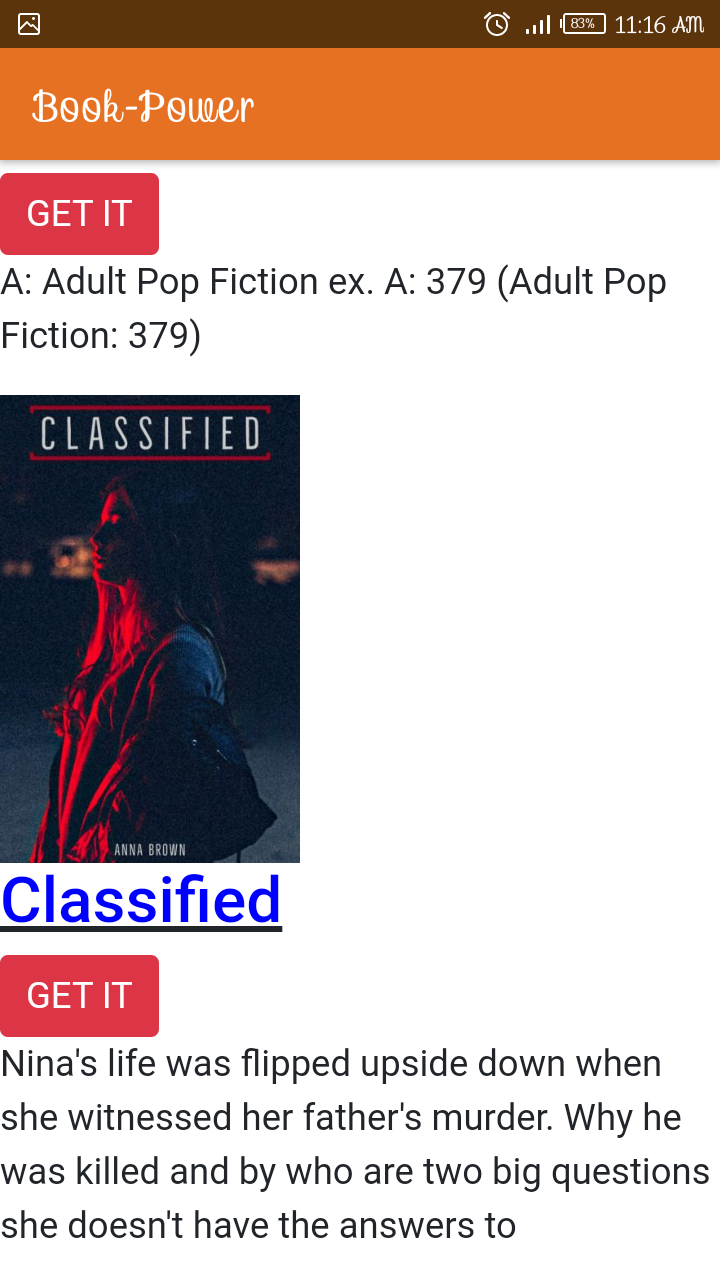 83% 11:16 AM
Book-Power
GET IT
A: Adult Pop Fiction ex. A: 379 (Adult Pop
Fiction: 379)
CLASSIFIED
ANNA BROWN
Classified
GET IT
Nina's life was flipped upside down when
she witnessed her father's murder. Why he
was killed and by who are two big questions
she doesn't have the answers to